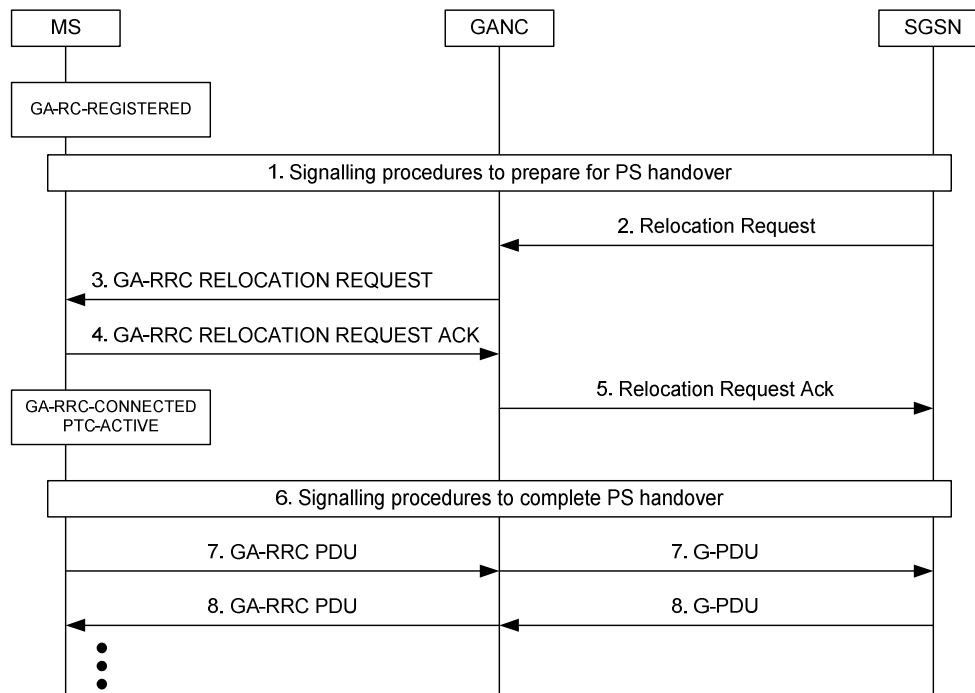 MS
GANC
SGSN
GA-RC-REGISTERED
1. Signalling procedures to prepare for PS handover
2. Relocation Request
3. GA-RRC RELOCATION REQUEST
4. GA-RRC RELOCATION REQUEST ACK
GA-RRC-CONNECTED
PTC-ACTIVE
5. Relocation Request Ack
6. Signalling procedures to complete PS handover
7. GA-RRC PDU
7. G-PDU
8. GA-RRC PDU
8. G-PDU